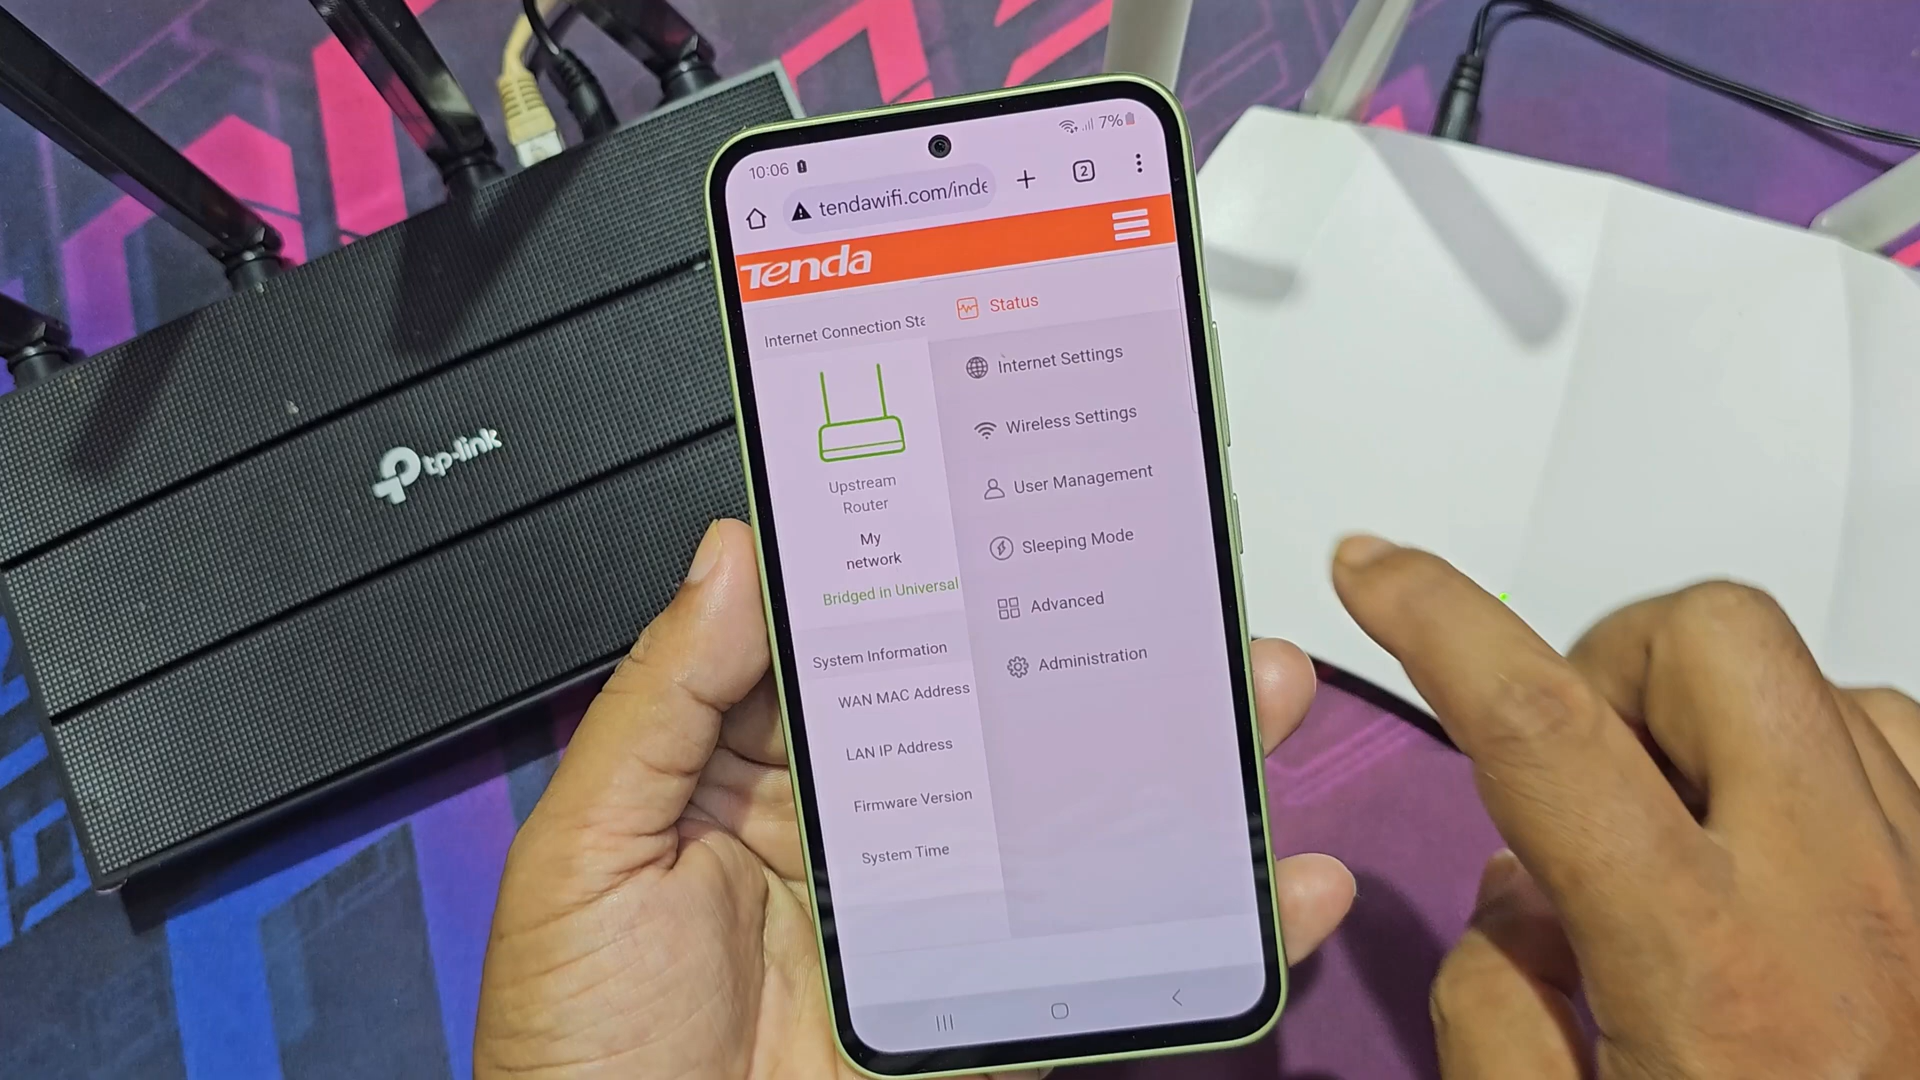 10:06
7%
tendawifi.com/inde
2
Tenda
Internet Connection Sta
Status
Internet Settings
Wireless Settings
User Management
Sleeping Mode
Advanced
Administration
Upstream
Router
My
network
Bridged in Universal
System Information
WAN MAC Address
LAN IP Address
Firmware Version
System Time
tp-link